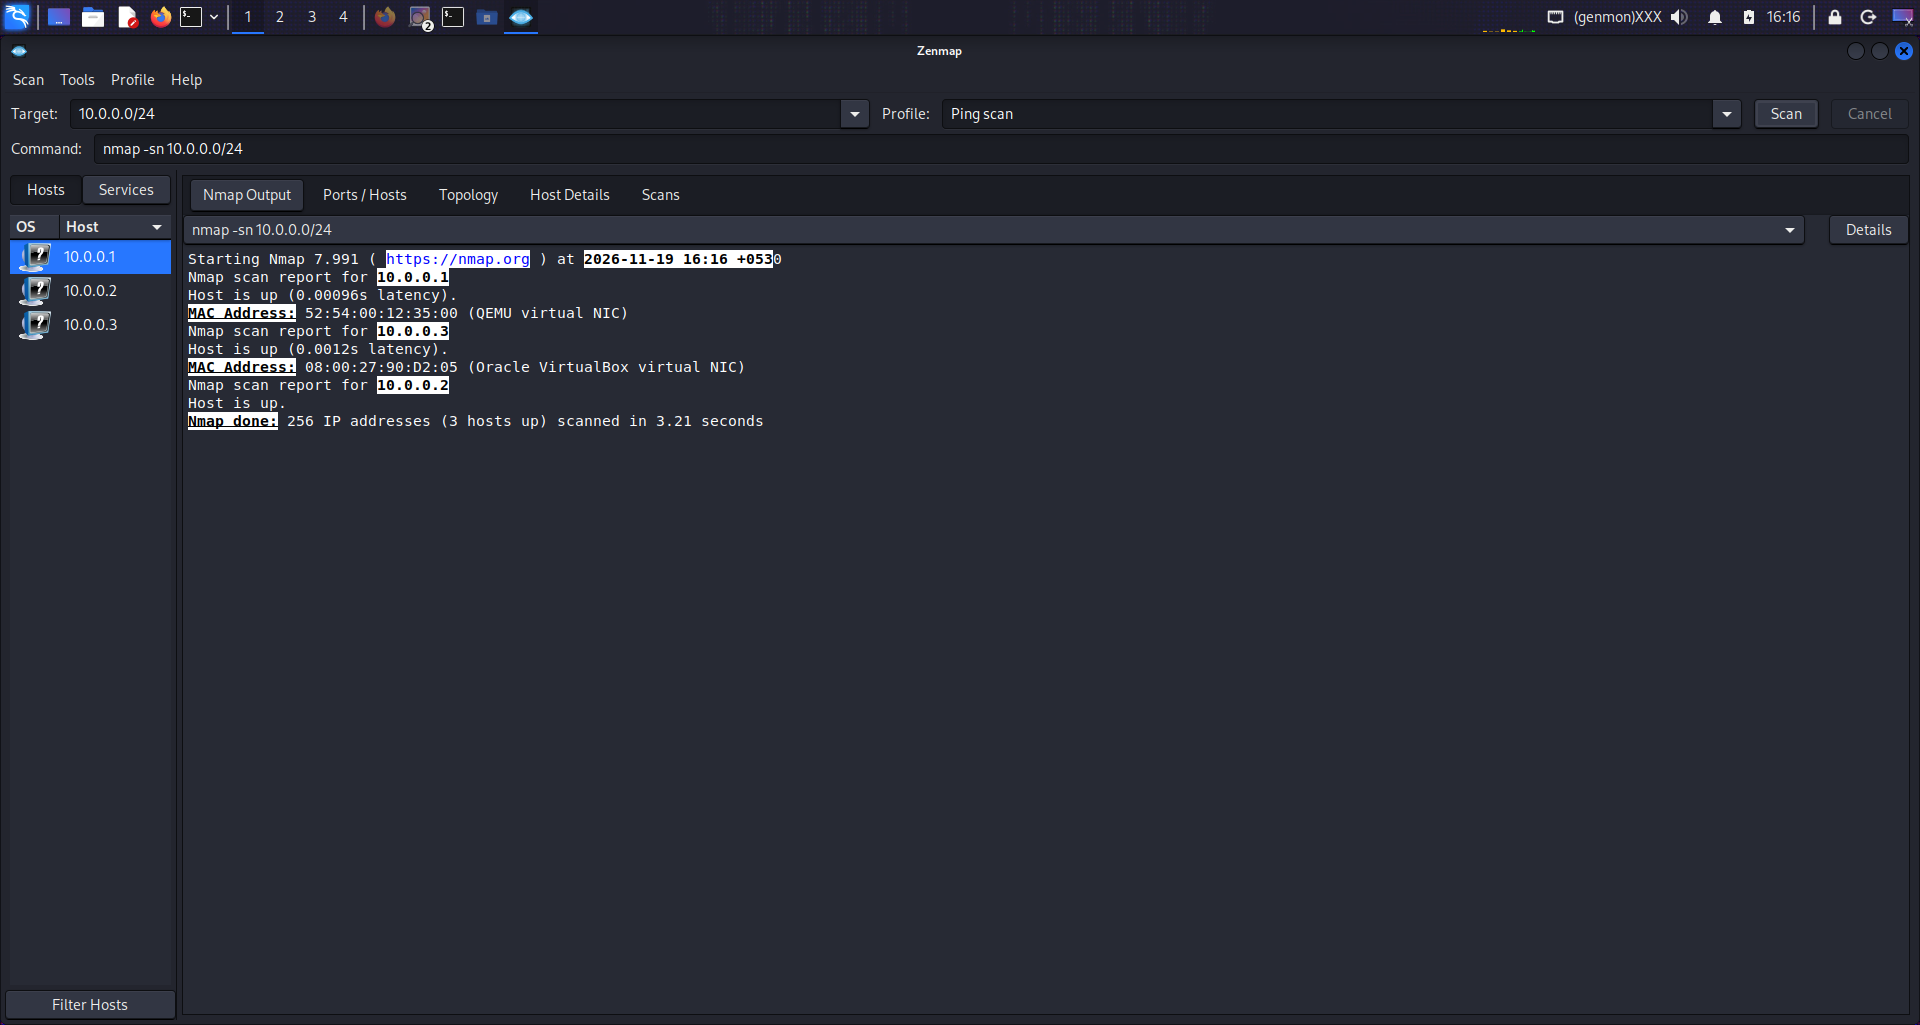 1 2 3 4 2 (genmon)XXX 16:16
Zenmap
Scan Tools Profile Help
Target: 10.0.0.0/24 Profile: Ping scan Scan Cancel
Command: nmap -sn 10.0.0.0/24
Hosts Services
OS Host
10.0.0.1
10.0.0.2
10.0.0.3
Filter Hosts
Nmap Output Ports / Hosts Topology Host Details Scans
nmap -sn 10.0.0.0/24 Details
Starting Nmap 7.991 ( https://nmap.org ) at 2026-11-19 16:16 +0530
Nmap scan report for 10.0.0.1
Host is up (0.00096s latency).
MAC Address: 52:54:00:12:35:00 (QEMU virtual NIC)
Nmap scan report for 10.0.0.3
Host is up (0.0012s latency).
MAC Address: 08:00:27:90:D2:05 (Oracle VirtualBox virtual NIC)
Nmap scan report for 10.0.0.2
Host is up.
Nmap done: 256 IP addresses (3 hosts up) scanned in 3.21 seconds